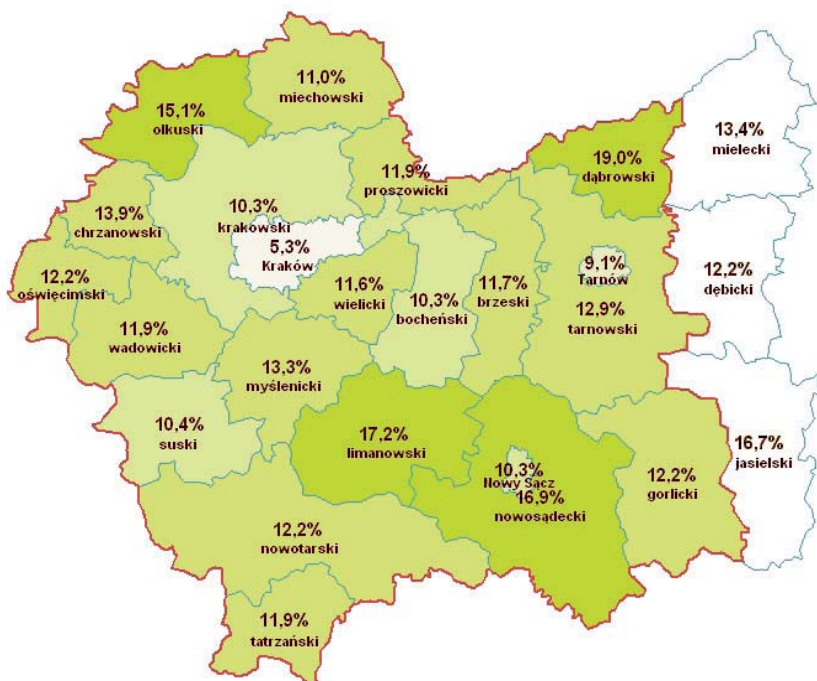 11,0%
miechowski
15,1%
olkuski
13,4%
mielecki
19,0%
dąbrowski
11,9%
proszowicki
13,9%
chrzanowski
10,3%
krakowski
5,3%
Kraków
12,2%
oświęcimski
11,6%
wielicki
10,3%
bocheński
11,7%
brzeski
9,1%
Tarnów
12,9%
tarnowski
12,2%
dębicki
11,9%
wadowicki
13,3%
myślenicki
10,4%
suski
17,2%
limanowski
10,3%
Nowy Sącz
16,9%
nowosądecki
12,2%
gorlicki
16,7%
jasielski
12,2%
nowotarski
11,9%
tatrzański